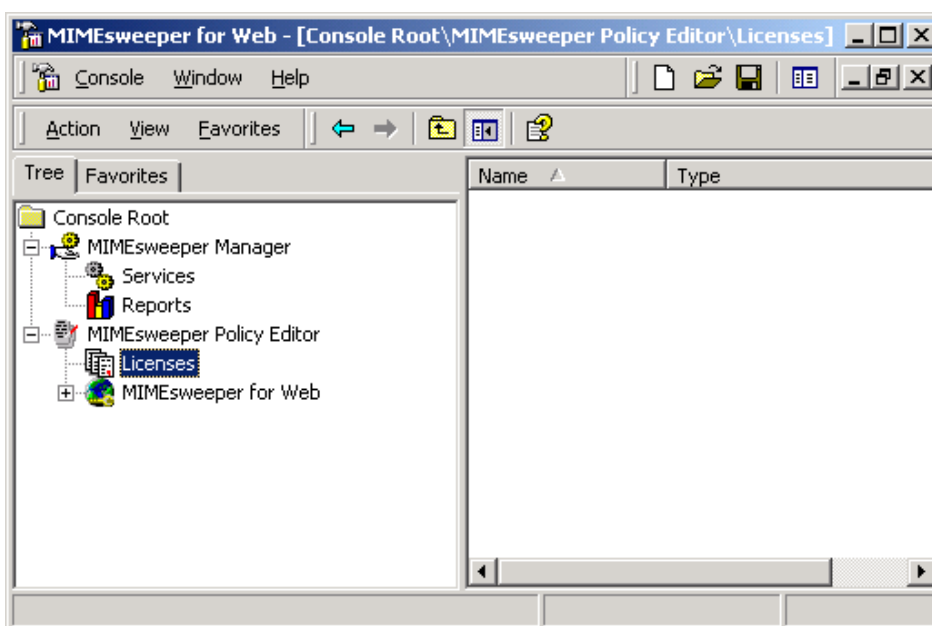 MIMEsweeper for Web - [Console Root\MIMEsweeper Policy Editor\Licenses]
Console Window Help
Action View Favorites
Tree Favorites
Name Type
Console Root
MIMEsweeper Manager
Services
Reports
MIMEsweeper Policy Editor
Licenses
MIMEsweeper for Web